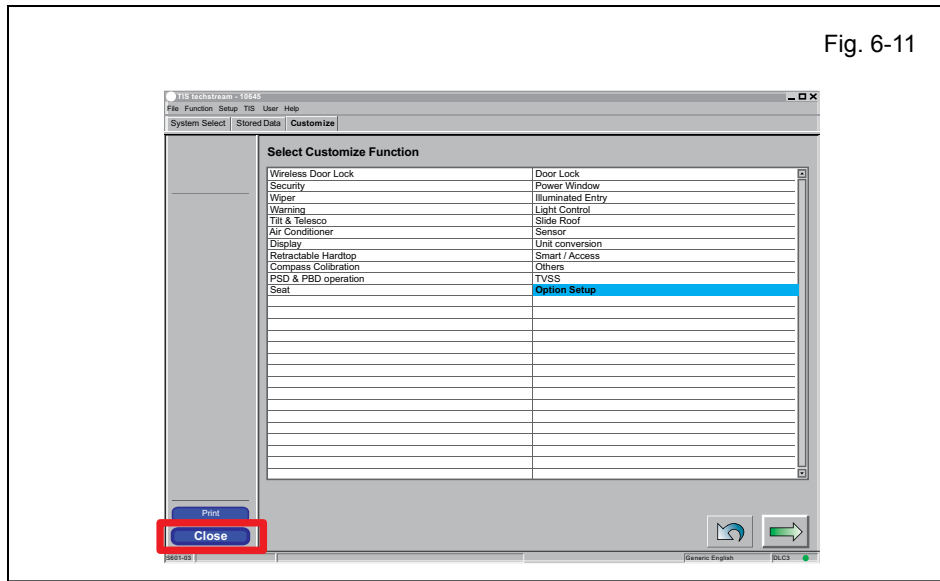 Fig. 6-11
TIS techstream - 10645
File Function Setup TIS User Help
System Select Stored Data Customize
Select Customize Function
Wireless Door Lock Door Lock
Security Power Window
Wiper Illuminated Entry
Warning Light Control
Tilt & Telesco Slide Roof
Air Conditioner Sensor
Display Unit conversion
Retractable Hardtop Smart / Access
Compass Colibration Others
PSD & PBD operation TVSS
Seat Option Setup
Print
Close
S601-03 Generic English DLC3